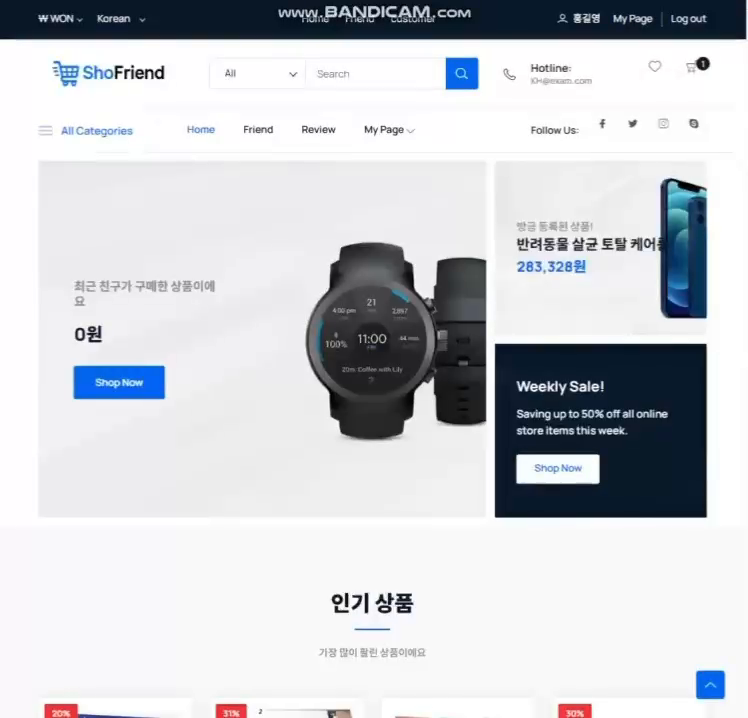 ₩ WON
Korean
Home
Friend
Customer
www.BANDICAM.com
홍길영
My Page
Log out
ShoFriend
All
Search
Hotline:
KH@exam.com
1
All Categories
Home
Friend
Review
My Page
Follow Us:
최근 친구가 구매한 상품이에
요
0원
Shop Now
4:00 pm
21
100%
11:00
44 min
20m: Coffee with Lily
방금 등록된 상품!
반려동물 살균 토탈 케어
283,328원
Weekly Sale!
Saving up to 50% off all online
store items this week.
Shop Now
인기 상품
가장 많이 팔린 상품이에요
20%
31%
30%